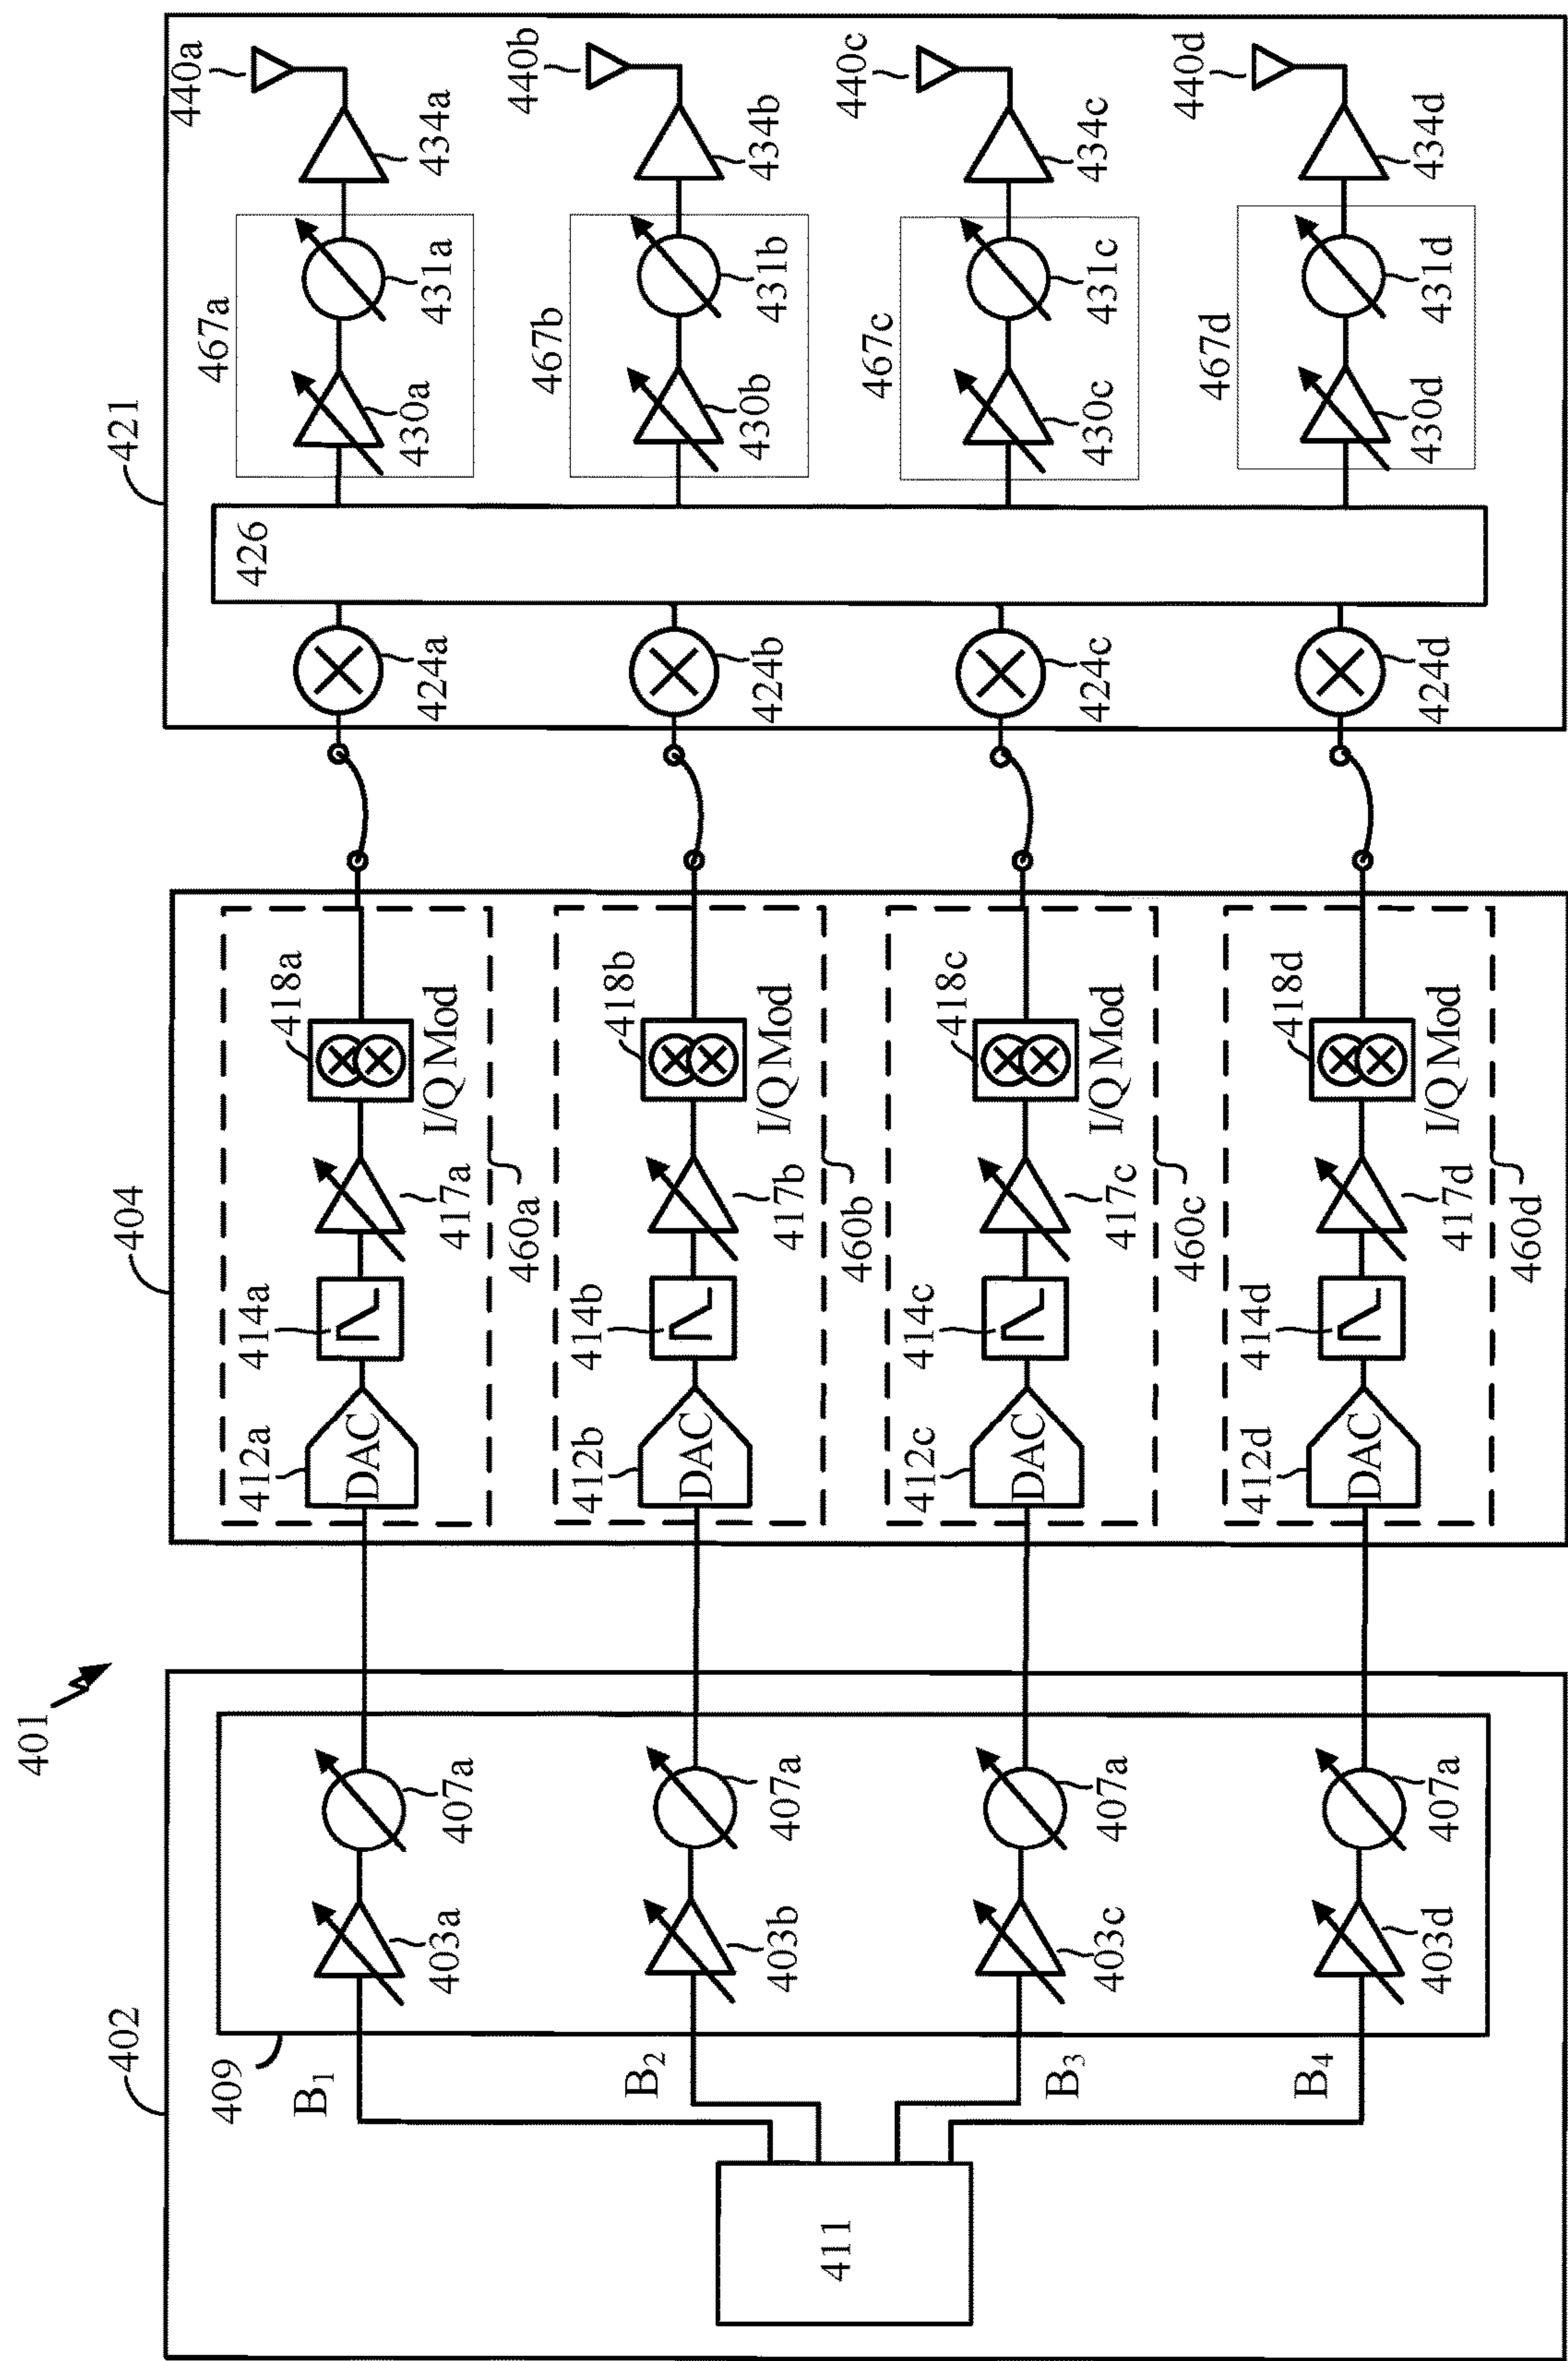 401
402
409
411
B1
B2
B3
B4
403a
407a
403b
407a
403c
407a
403d
407a
404
412a
DAC
414a
417a
418a
I/Q Mod
460a
412b
DAC
414b
417b
418b
I/Q Mod
460b
412c
DAC
414c
417c
418c
I/Q Mod
460c
412d
DAC
414d
417d
418d
I/Q Mod
460d
421
424a
424b
424c
424d
426
467a
430a
431a
434a
440a
467b
430b
431b
434b
440b
467c
430c
431c
434c
440c
467d
430d
431d
434d
440d